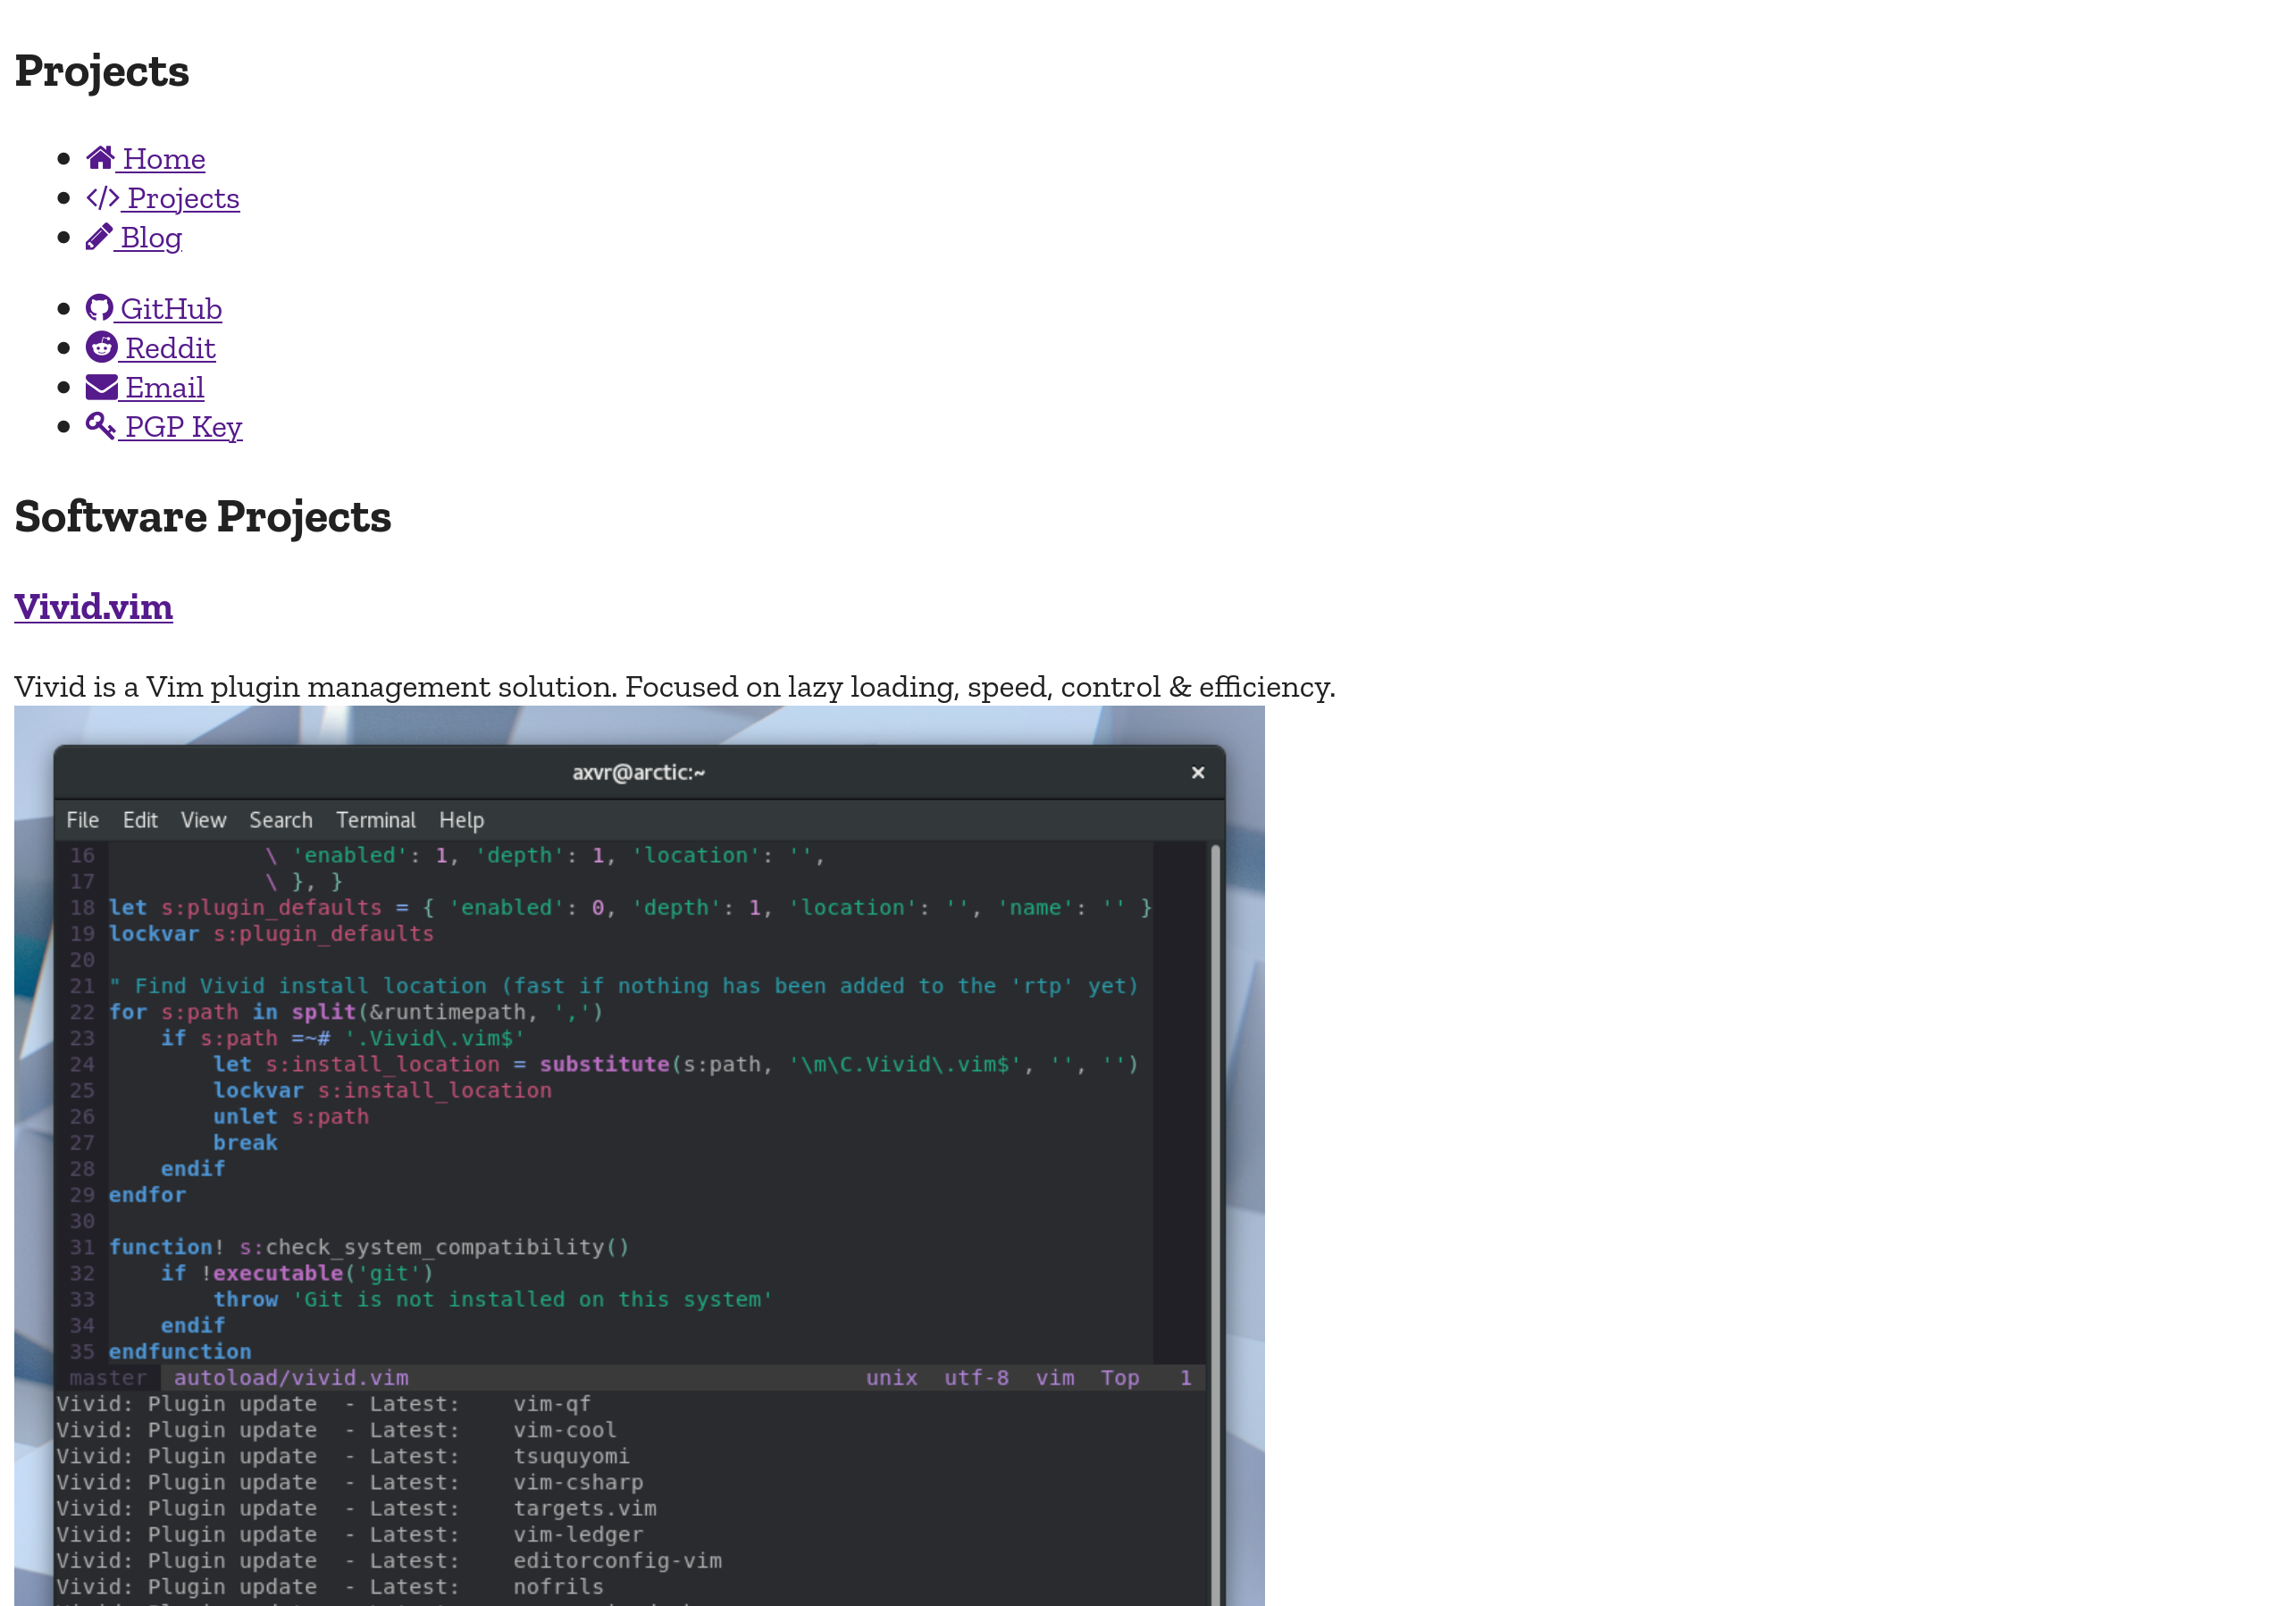 Projects
Home
</> Projects
Blog
GitHub
Reddit
Email
PGP Key
Software Projects
Vivid.vim
Vivid is a Vim plugin management solution. Focused on lazy loading, speed, control & efficiency.
axvr@arctic:~ ×
File Edit View Search Terminal Help
16             \ 'enabled': 1, 'depth': 1, 'location': '',
17             \ }, }
18 let s:plugin_defaults = { 'enabled': 0, 'depth': 1, 'location': '', 'name': '' }
19 lockvar s:plugin_defaults
20
21 " Find Vivid install location (fast if nothing has been added to the 'rtp' yet)
22 for s:path in split(&runtimepath, ',')
23     if s:path =~# '.Vivid\.vim$'
24         let s:install_location = substitute(s:path, '\m\C.Vivid\.vim$', '', '')
25         lockvar s:install_location
26         unlet s:path
27         break
28     endif
29 endfor
30
31 function! s:check_system_compatibility()
32     if !executable('git')
33         throw 'Git is not installed on this system'
34     endif
35 endfunction
master autoload/vivid.vim unix utf-8 vim Top 1
Vivid: Plugin update  - Latest:    vim-qf
Vivid: Plugin update  - Latest:    vim-cool
Vivid: Plugin update  - Latest:    tsuquyomi
Vivid: Plugin update  - Latest:    vim-csharp
Vivid: Plugin update  - Latest:    targets.vim
Vivid: Plugin update  - Latest:    vim-ledger
Vivid: Plugin update  - Latest:    editorconfig-vim
Vivid: Plugin update  - Latest:    nofrils